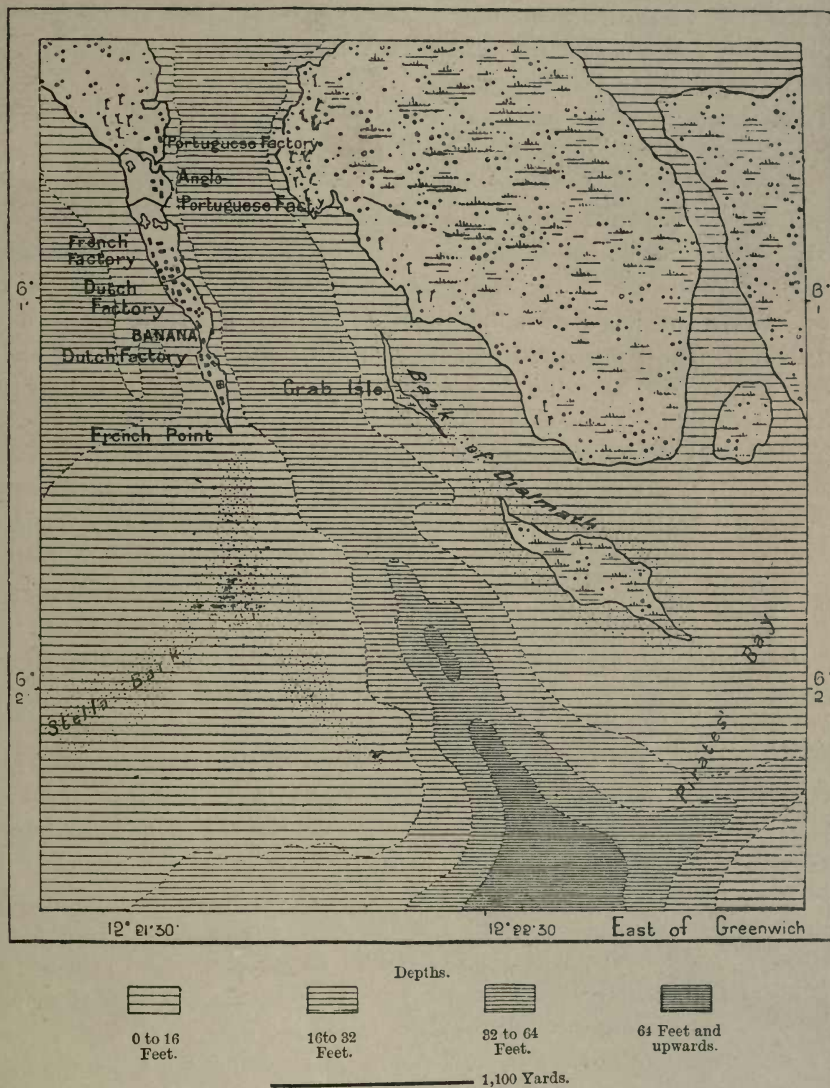 Portuguese Factory
Anglo-
Portuguese Facty
French
Factory
6°
1'
6°
1'
Dutch
Factory
BANANA
Dutch Factory
Crab Isle
Bank of Dialmath
French Point
Stella Bank
6°
2'
6°
2'
Pirates' Bay
12° 21'30
12° 22'30
East of Greenwich
Depths.
0 to 16
Feet.
16 to 32
Feet.
32 to 64
Feet.
64 Feet and
upwards.
1,100 Yards.